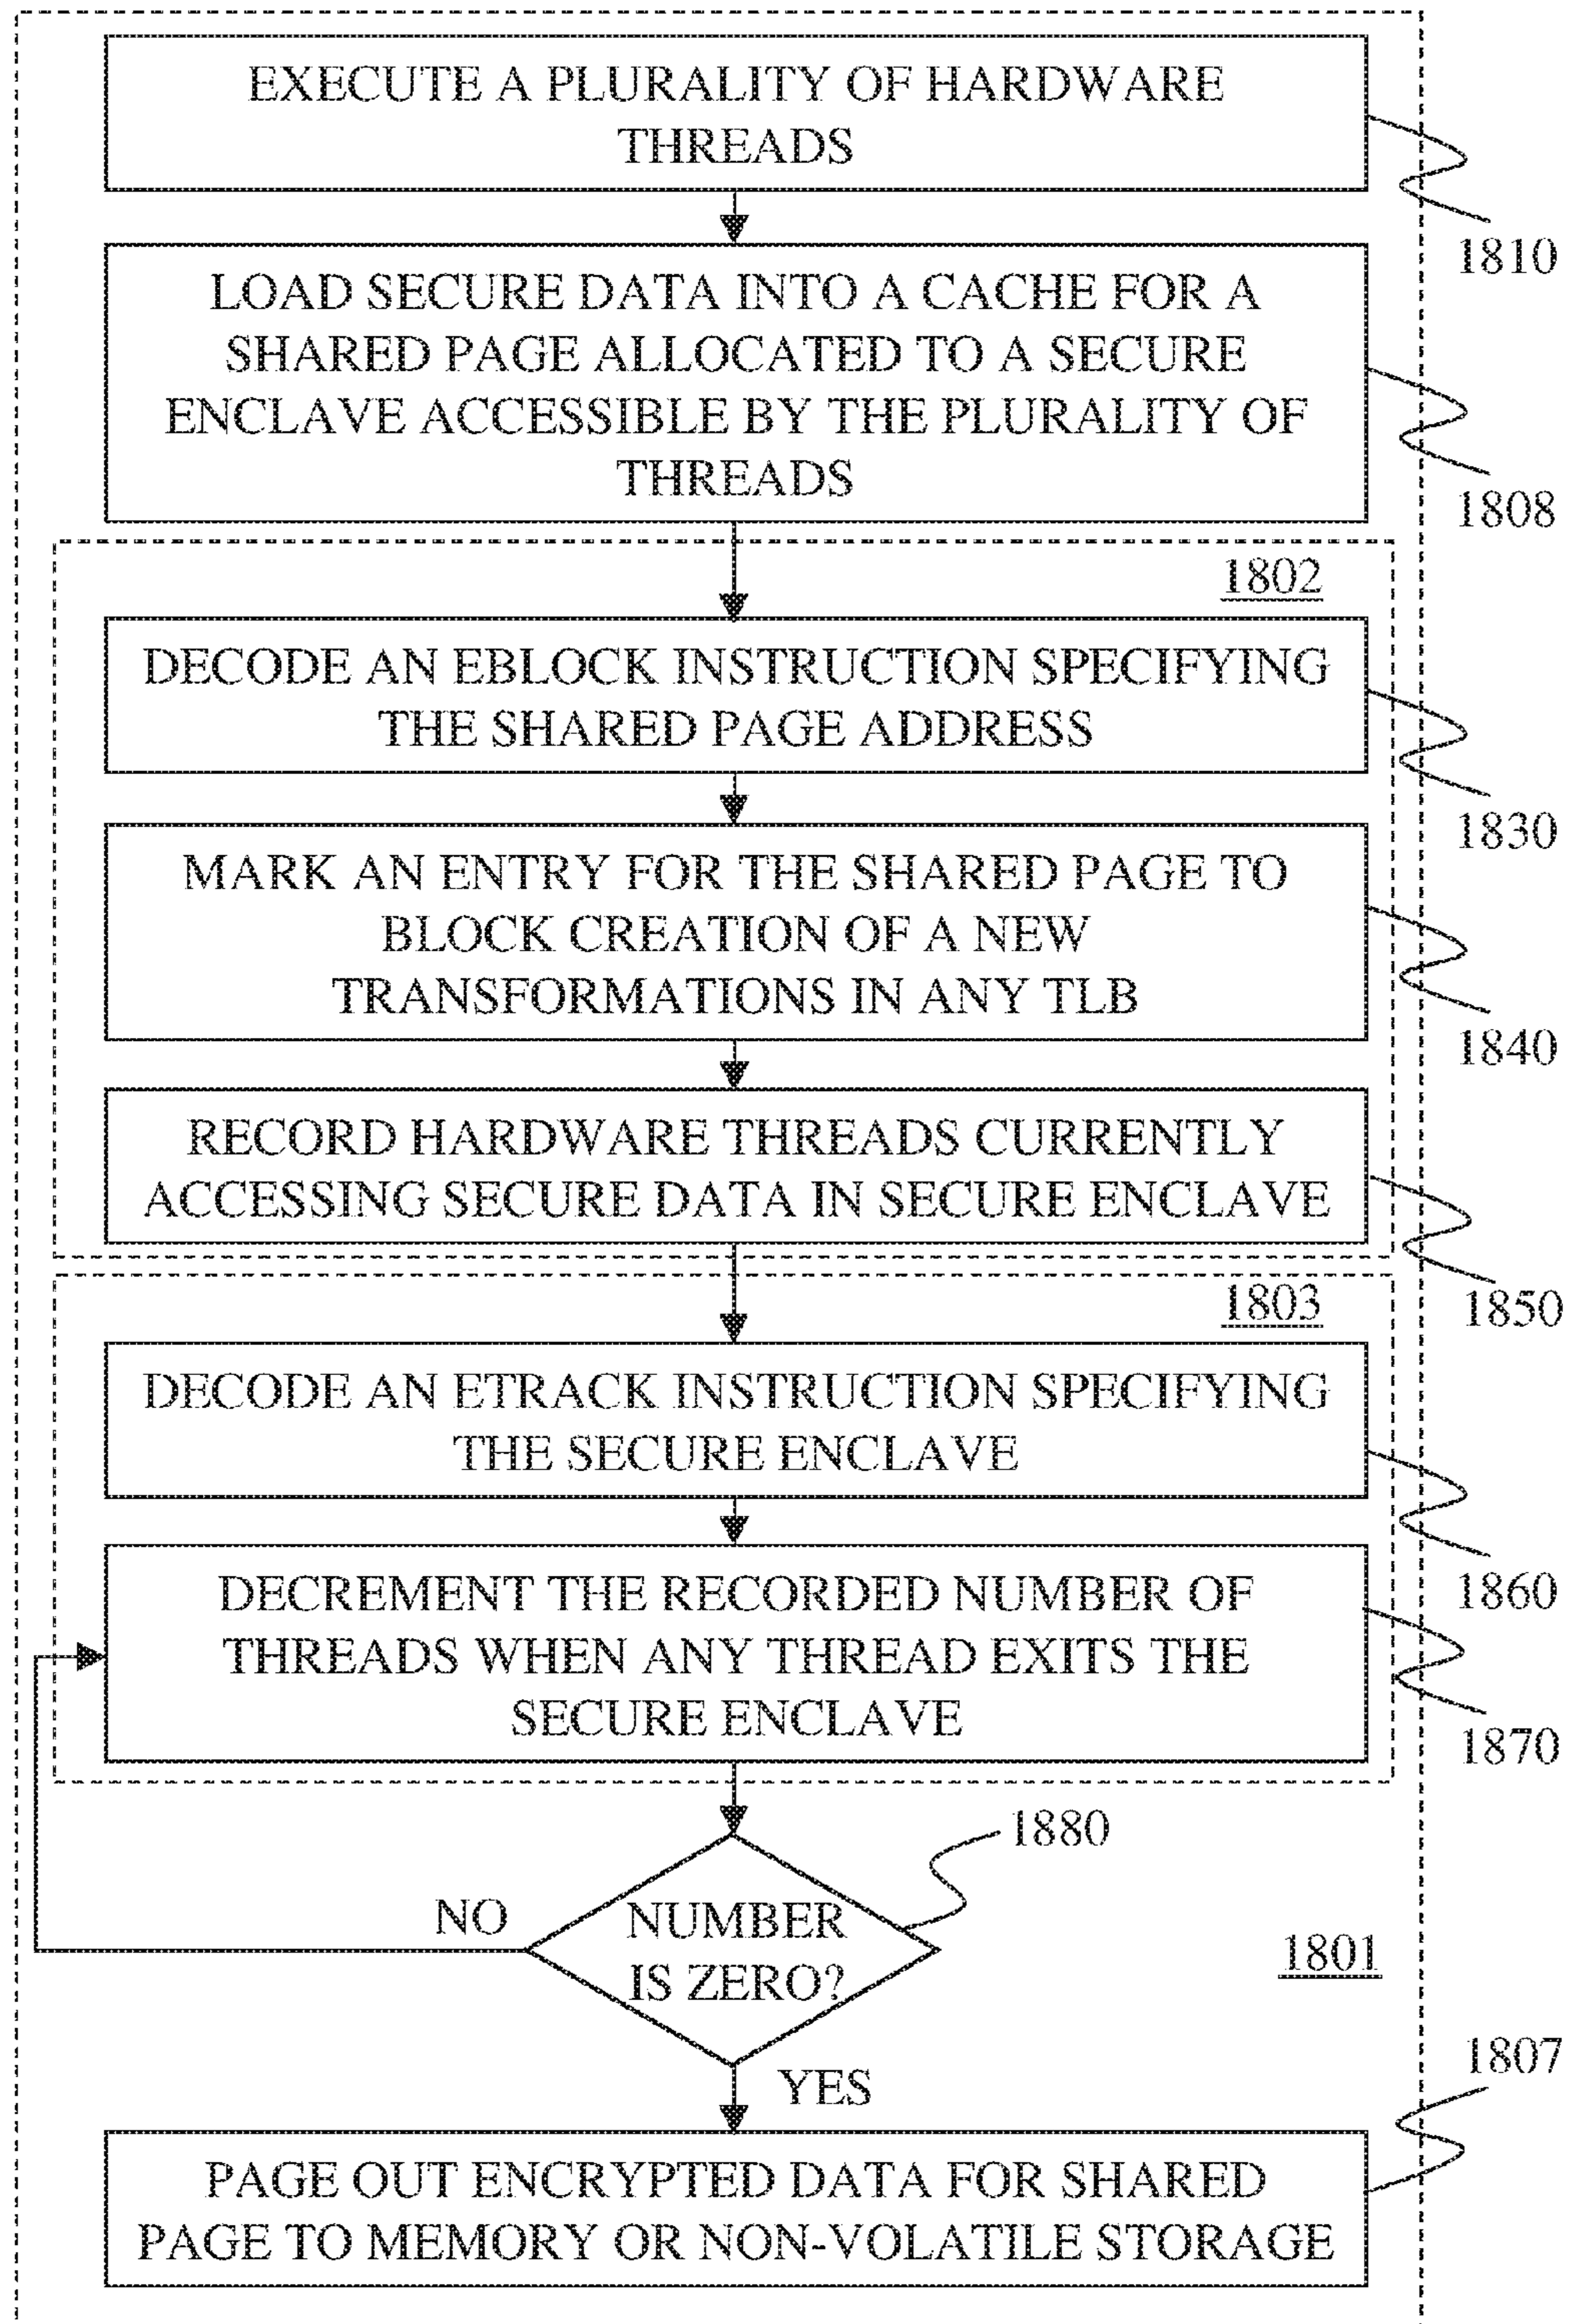 EXECUTE A PLURALITY OF HARDWARE
THREADS
1810
LOAD SECURE DATA INTO A CACHE FOR A
SHARED PAGE ALLOCATED TO A SECURE
ENCLAVE ACCESSIBLE BY THE PLURALITY OF
THREADS
1808
1802
DECODE AN EBLOCK INSTRUCTION SPECIFYING
THE SHARED PAGE ADDRESS
1830
MARK AN ENTRY FOR THE SHARED PAGE TO
BLOCK CREATION OF A NEW
TRANSFORMATIONS IN ANY TLB
1840
RECORD HARDWARE THREADS CURRENTLY
ACCESSING SECURE DATA IN SECURE ENCLAVE
1850
1803
DECODE AN ETRACK INSTRUCTION SPECIFYING
THE SECURE ENCLAVE
1860
DECREMENT THE RECORDED NUMBER OF
THREADS WHEN ANY THREAD EXITS THE
SECURE ENCLAVE
1870
1880
NO
NUMBER
IS ZERO?
1801
YES
1807
PAGE OUT ENCRYPTED DATA FOR SHARED
PAGE TO MEMORY OR NON-VOLATILE STORAGE